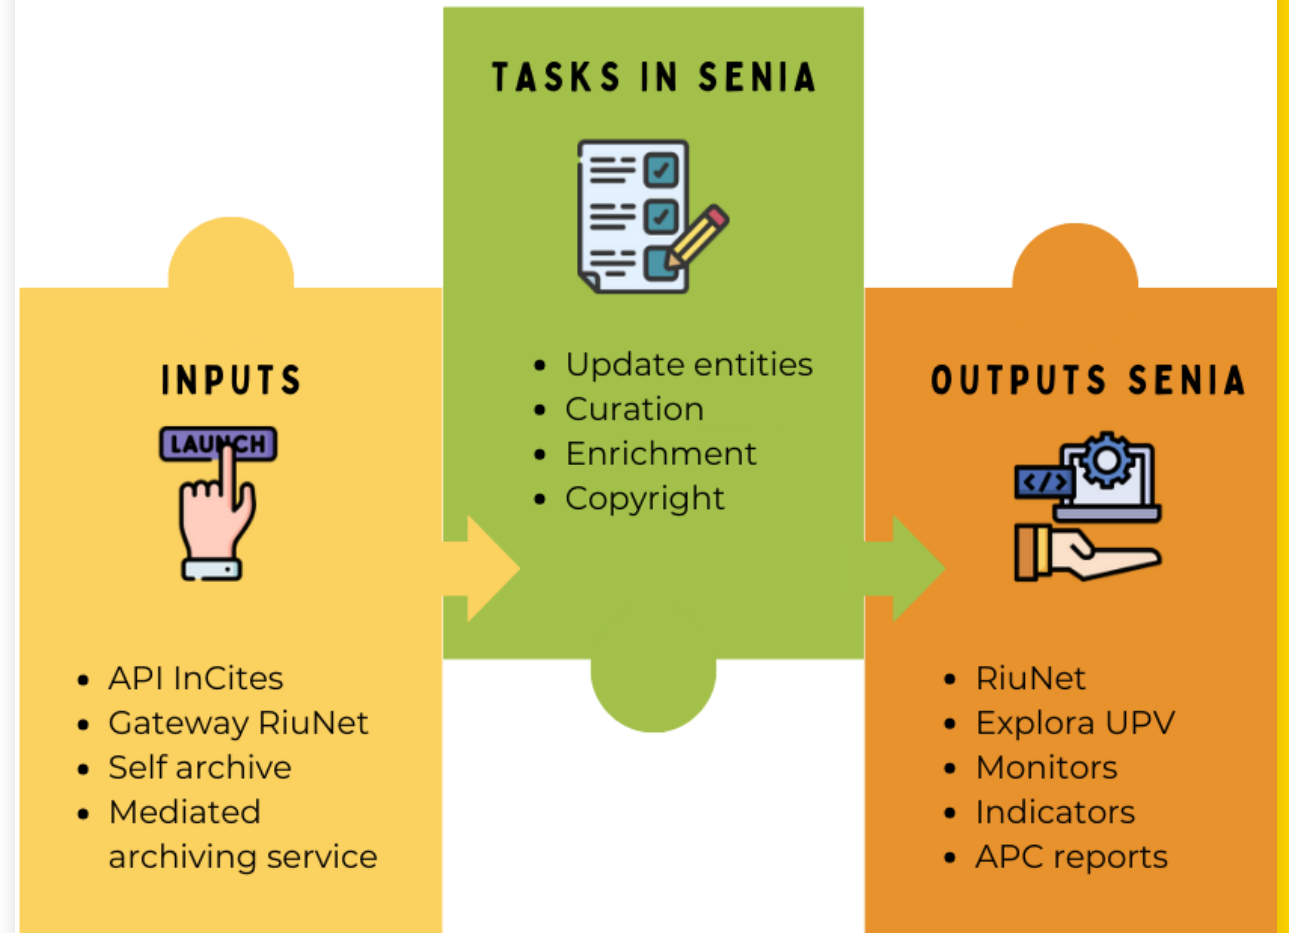 TASKS IN SENIA
• Update entities
• Curation
• Enrichment
• Copyright
INPUTS
LAUNCH
• API InCites
• Gateway RiuNet
• Self archive
• Mediated
archiving service
OUTPUTS SENIA
</>
• RiuNet
• Explora UPV
• Monitors
• Indicators
• APC reports